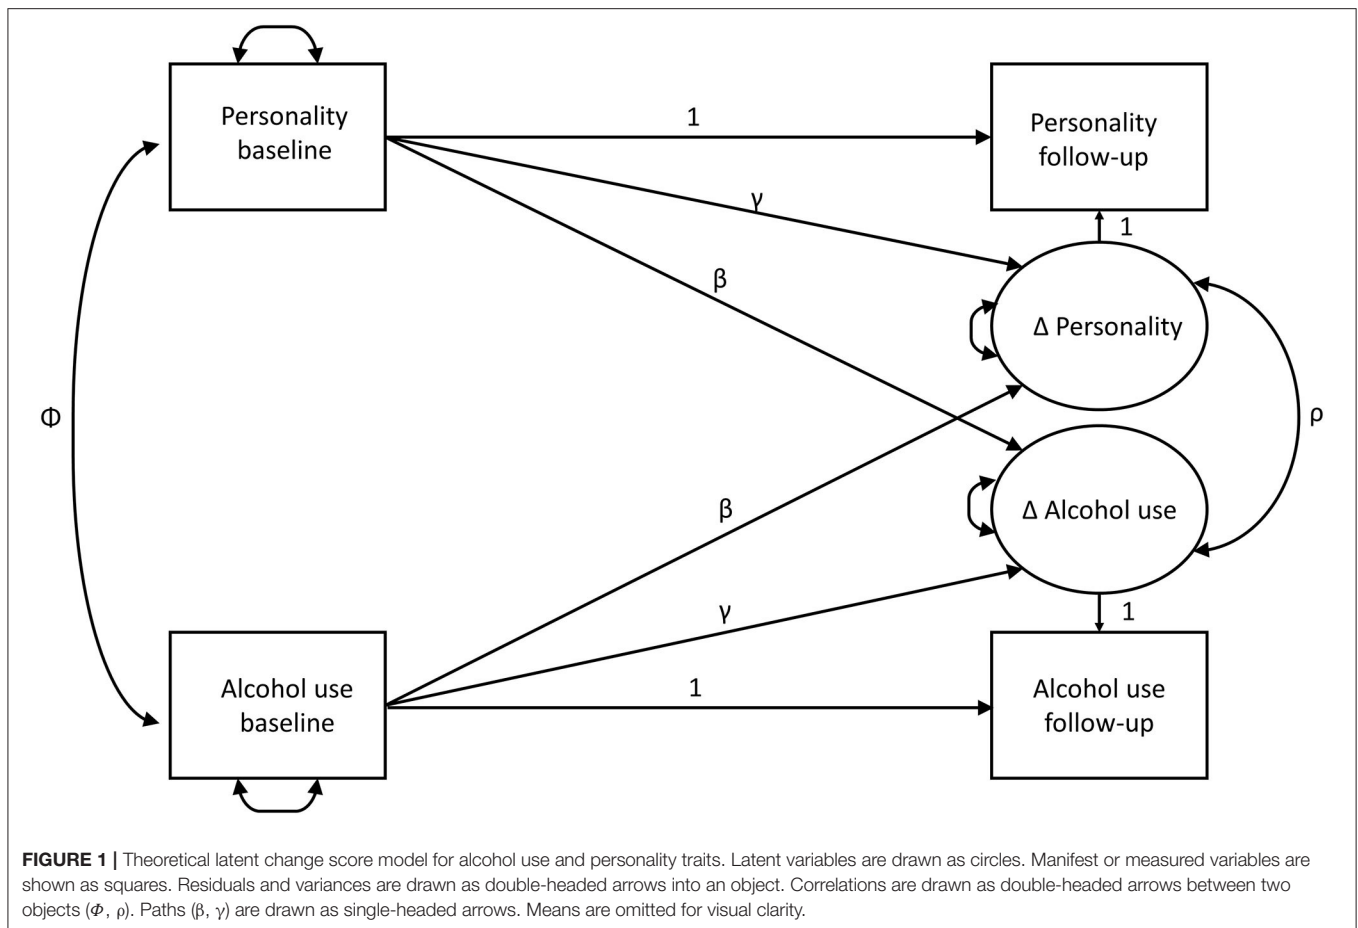 Personality
baseline
1
Personality
follow-up
γ
1
β
Δ Personality
Φ
ρ
β
Δ Alcohol use
γ
1
Alcohol use
baseline
1
Alcohol use
follow-up
FIGURE 1 | Theoretical latent change score model for alcohol use and personality traits. Latent variables are drawn as circles. Manifest or measured variables are
shown as squares. Residuals and variances are drawn as double-headed arrows into an object. Correlations are drawn as double-headed arrows between two
objects (Φ, ρ). Paths (β, γ) are drawn as single-headed arrows. Means are omitted for visual clarity.